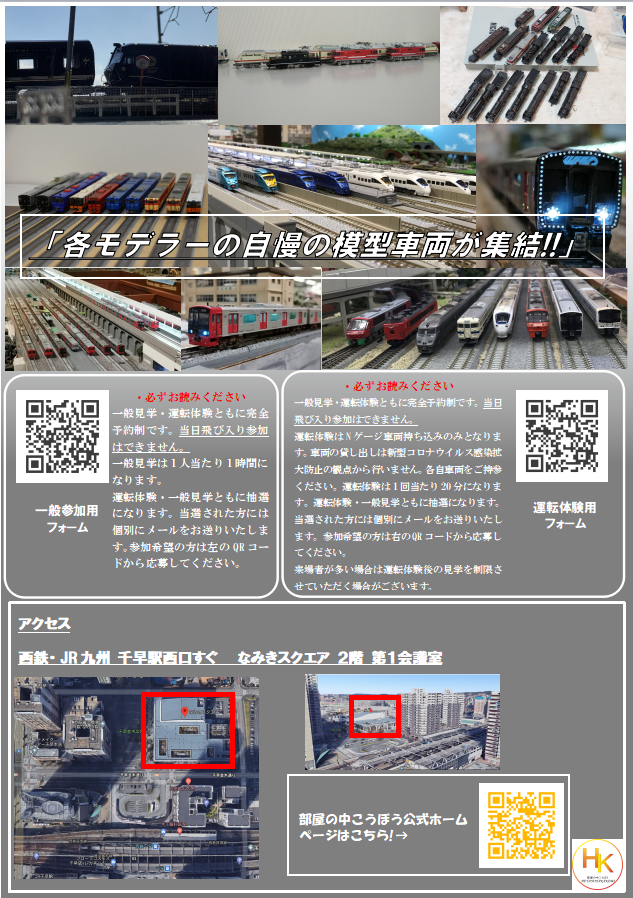 「各モデラーの自慢の模型車両が集結!!」
・必ずお読みください
一般見学・運転体験ともに完全
予約制です。当日飛び入り参加
はできません。
一般見学は１人当たり１時間に
なります。
運転体験・一般見学ともに抽選
になります。当選された方には
個別にメールをお送りいたしま
す。参加希望の方は左のQRコー
ドから応募してください。
一般参加用
フォーム
・必ずお読みください
一般見学・運転体験ともに完全予約制です。当日
飛び入り参加はできません。
運転体験はNゲージ車両持ち込みのみとなりま
す。車両の貸し出しは新型コロナウイルス感染拡
大防止の観点から行いません。各自車両をご持参
ください。運転体験は１回当たり20分になりま
す。運転体験・一般見学ともに抽選になります。
当選された方には個別にメールをお送りいたしま
す。参加希望の方は右のQRコードから応募し
てください。
来場者が多い場合は運転体験後の見学を制限さ
せていただく場合がございます。
運転体験用
フォーム
アクセス
西鉄・JR九州 千早駅西口すぐ なみきスクエア 2階 第1会議室
部屋の中こうぼう公式ホーム
ページはこちら!→
HK